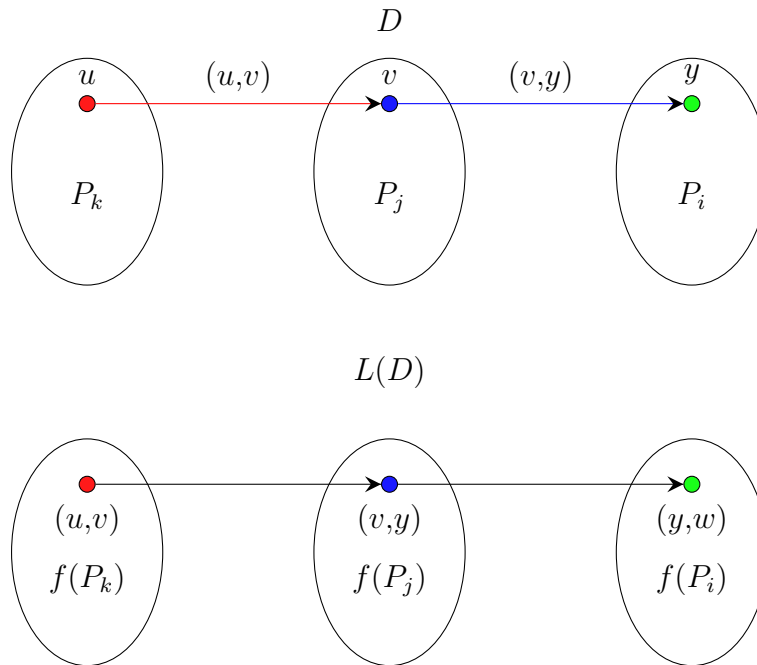 D
u (u,v) v (v,y) y
P_k P_j P_i
L(D)
(u,v) (v,y) (y,w)
f(P_k) f(P_j) f(P_i)